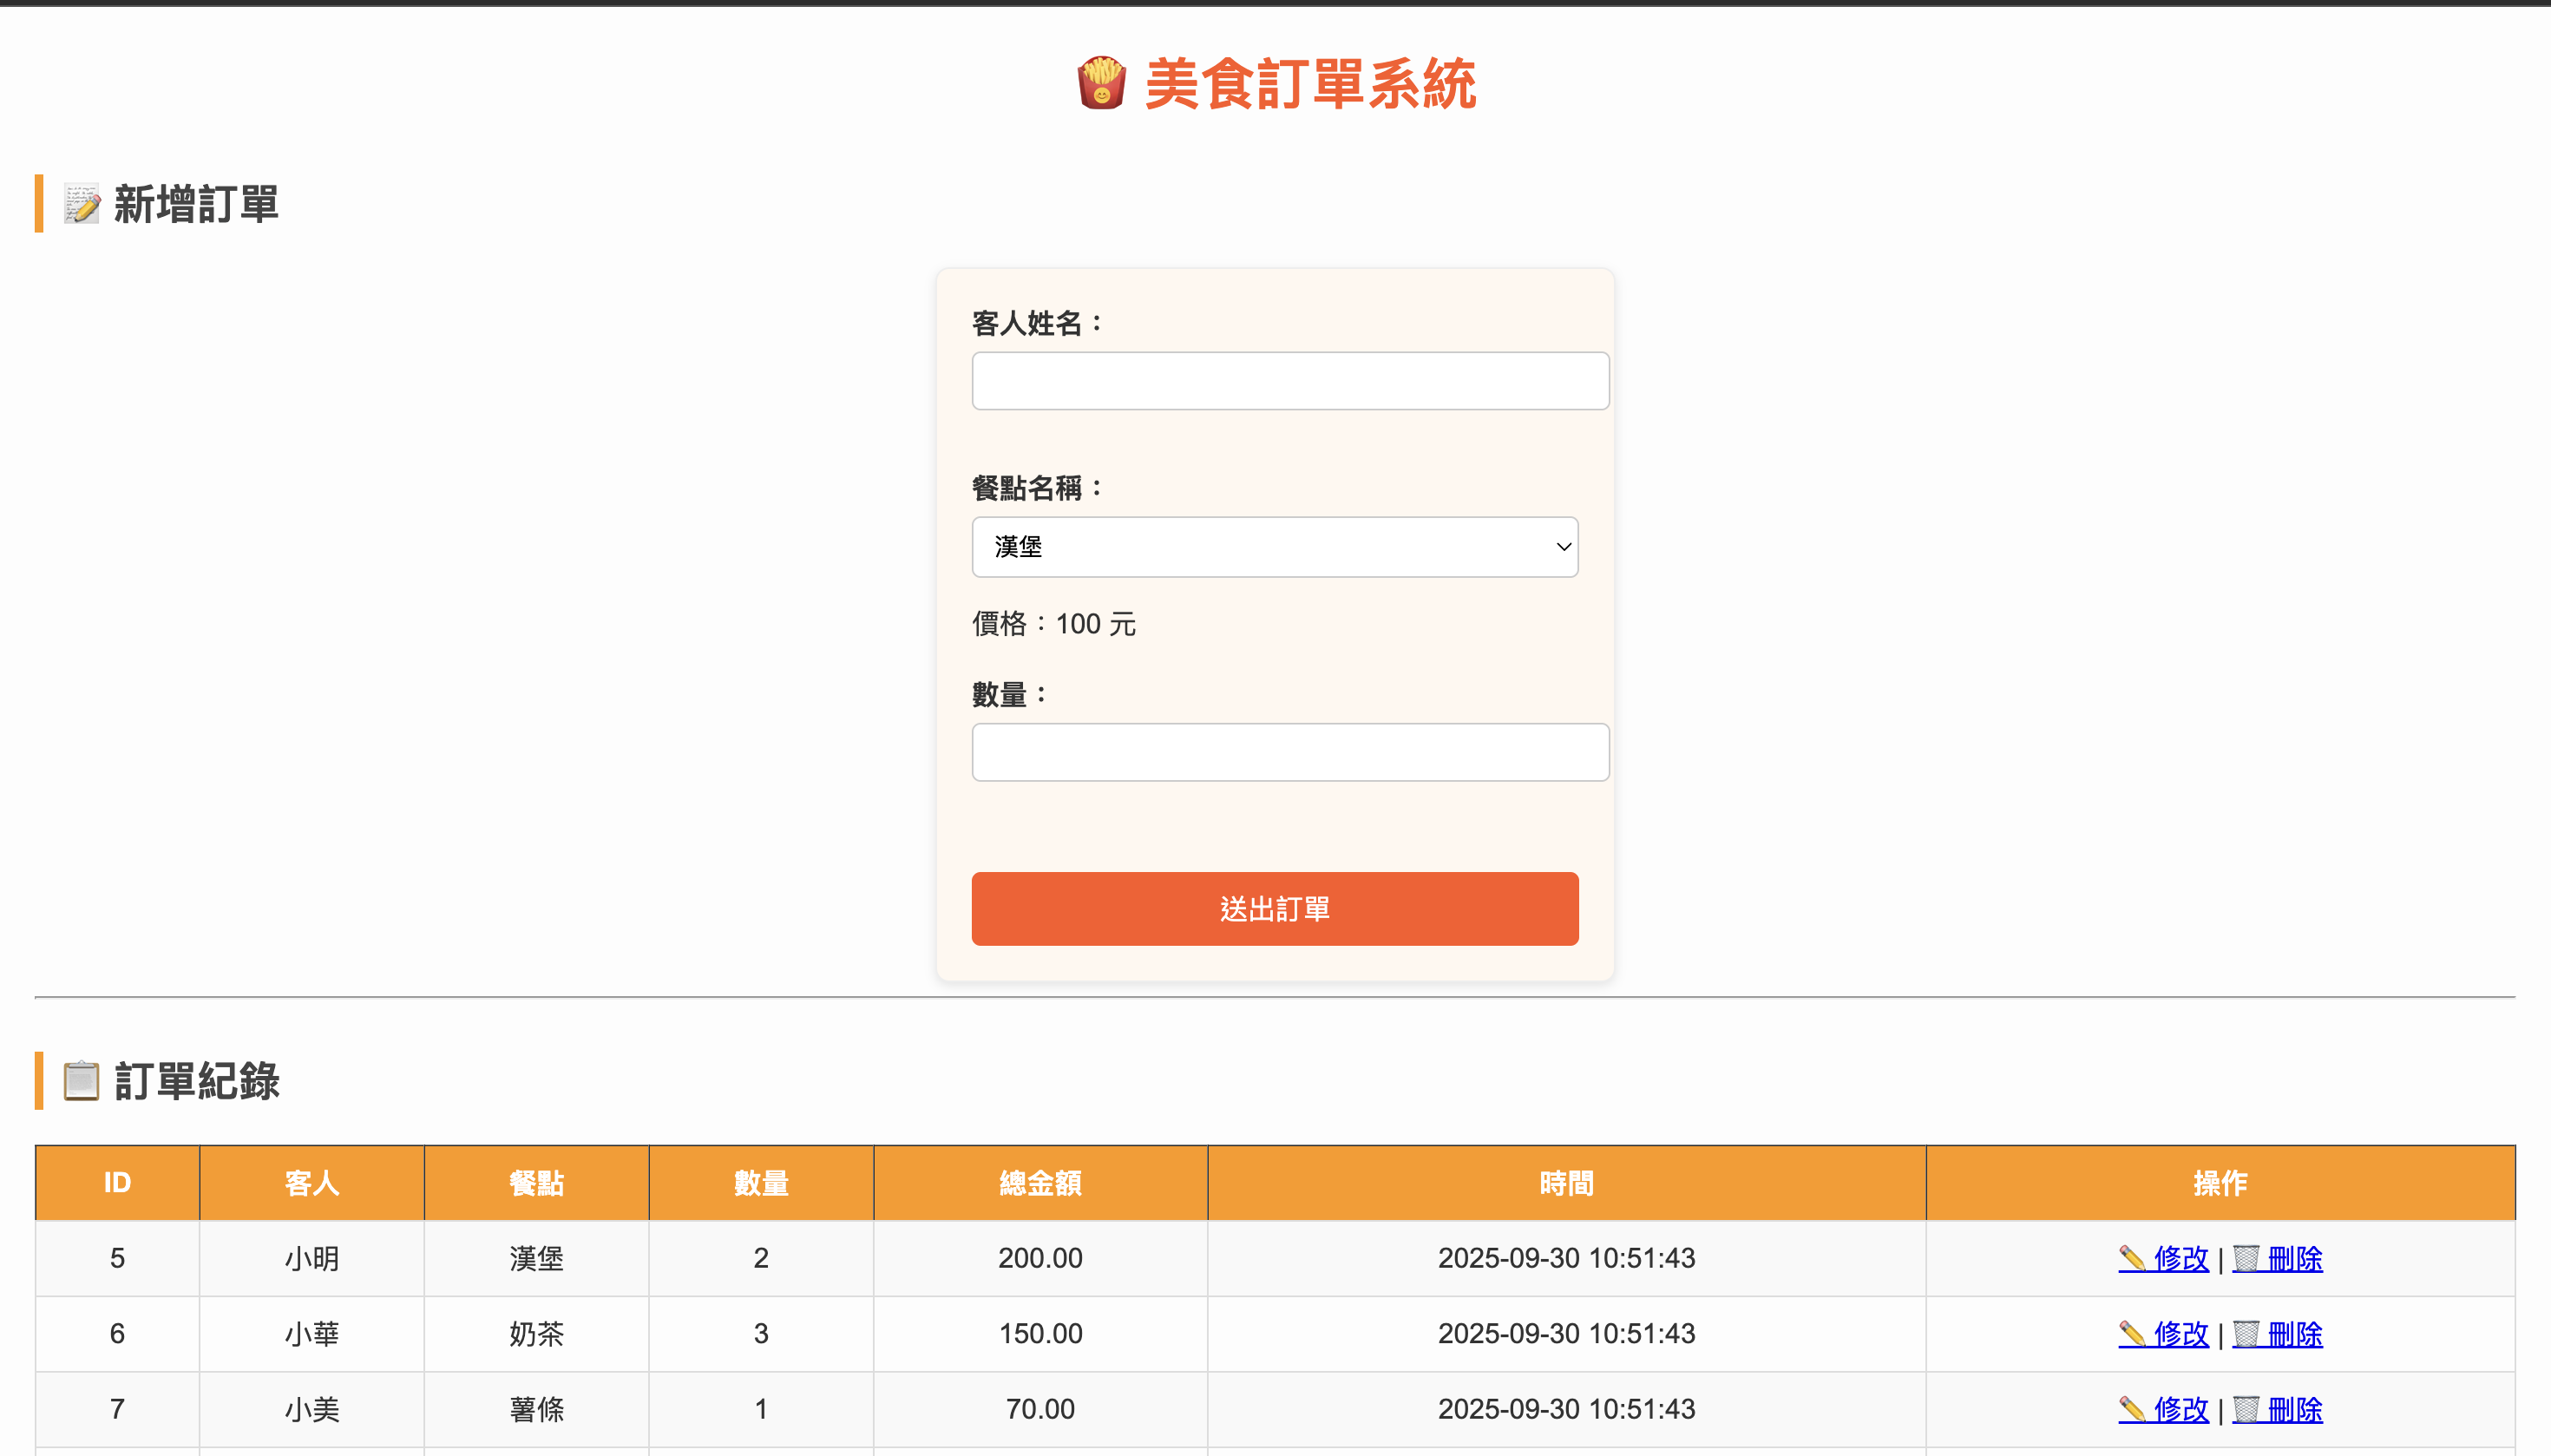 🍟 美食訂單系統
📝 新增訂單
客人姓名：
餐點名稱：
漢堡
價格：100 元
數量：
送出訂單
📋 訂單紀錄
ID 客人 餐點 數量 總金額 時間 操作
5 小明 漢堡 2 200.00 2025-09-30 10:51:43 ✏️ 修改 | 🗑️ 刪除
6 小華 奶茶 3 150.00 2025-09-30 10:51:43 ✏️ 修改 | 🗑️ 刪除
7 小美 薯條 1 70.00 2025-09-30 10:51:43 ✏️ 修改 | 🗑️ 刪除